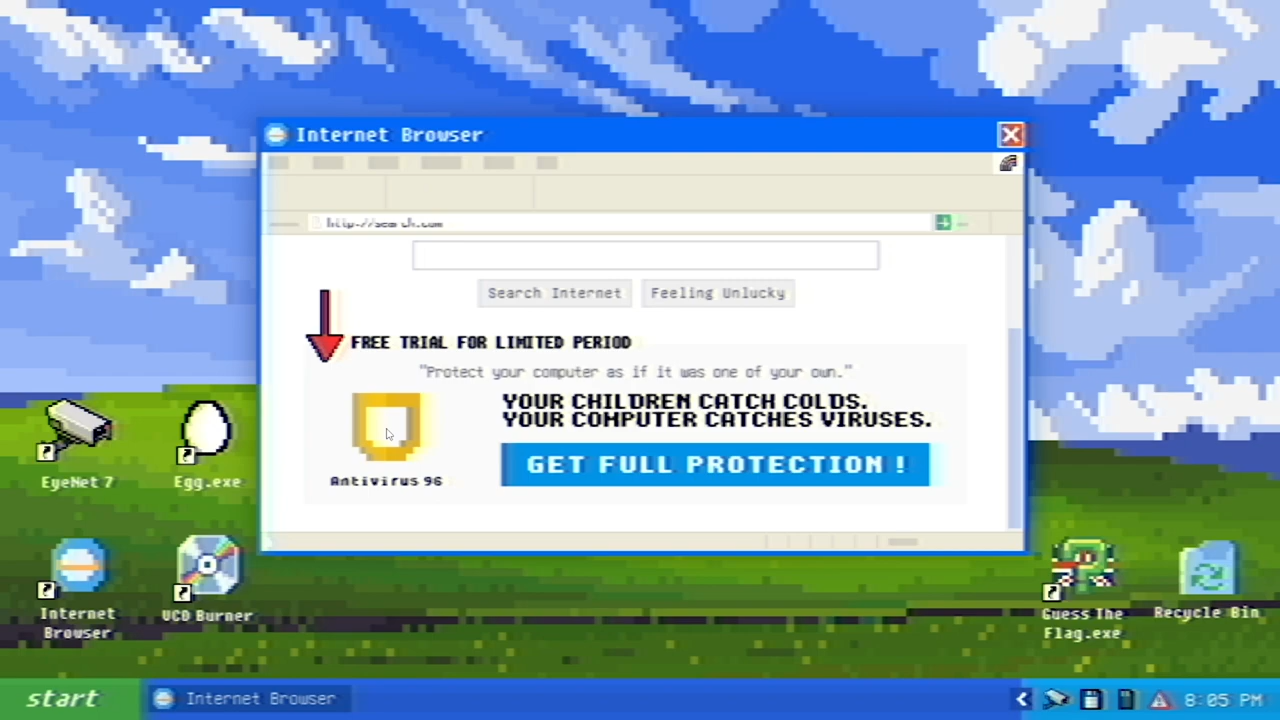 Internet Browser
http://search.com
Search Internet
Feeling Unlucky
FREE TRIAL FOR LIMITED PERIOD
"Protect your computer as if it was one of your own."
YOUR CHILDREN CATCH COLDS.
YOUR COMPUTER CATCHES VIRUSES.
GET FULL PROTECTION !
Antivirus 96
EyeNet 7
Egg.exe
Internet
Browser
VCD Burner
Guess The
Flag.exe
Recycle Bin
start
Internet Browser
8:05 PM